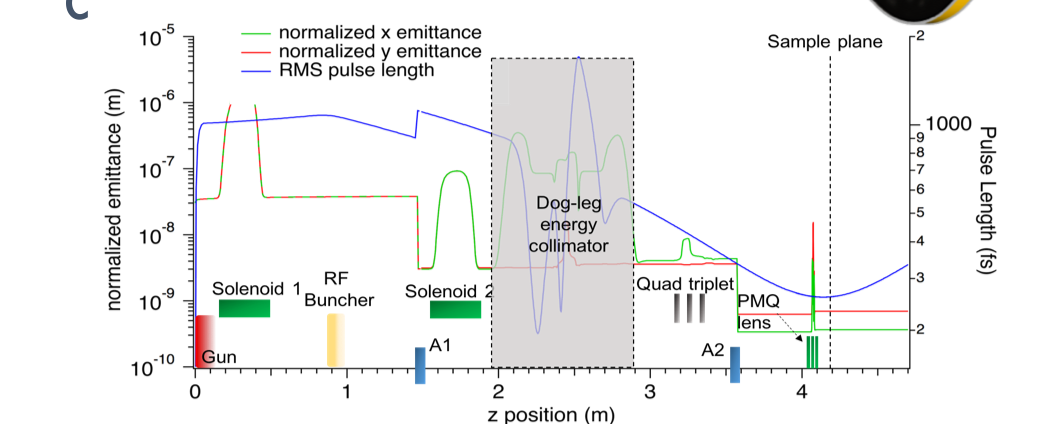 C
normalized x emittance
normalized y emittance
RMS pulse length
Sample plane
10-5
10-6
10-7
10-8
10-9
10-10
normalized emittance (m)
2
1000
9
8
7
6
5
4
3
2
Pulse Length (fs)
Dog-leg
energy
collimator
Solenoid 1
RF
Buncher
Solenoid 2
Quad triplet
PMQ
lens
Gun
A1
A2
0
1
2
3
4
z position (m)